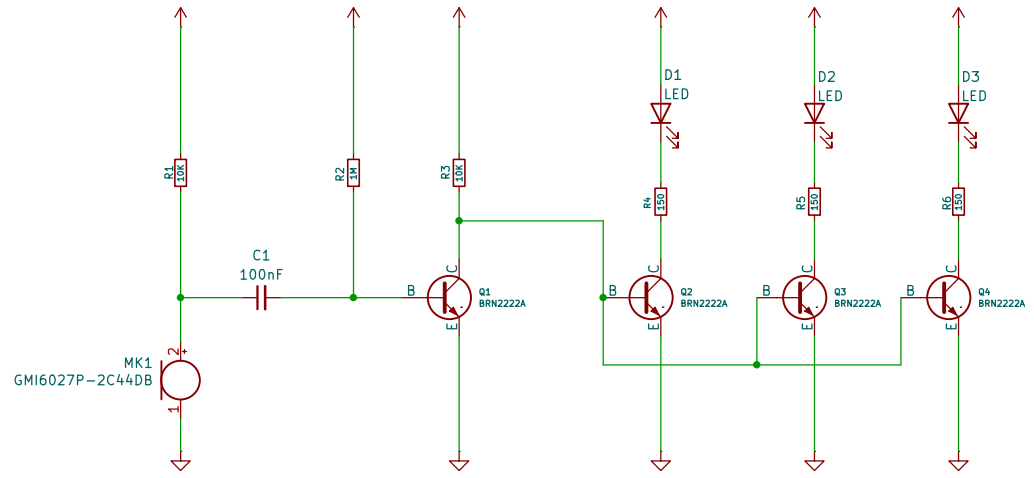 D1
LED
D2
LED
D3
LED
R1
10K
R2
1M
R3
10K
R4
150
R5
150
R6
150
C1
100nF
B
C
E
Q1
BRN2222A
B
C
E
Q2
BRN2222A
B
C
E
Q3
BRN2222A
B
C
E
Q4
BRN2222A
MK1
GMI6027P-2C44DB
2
+
1